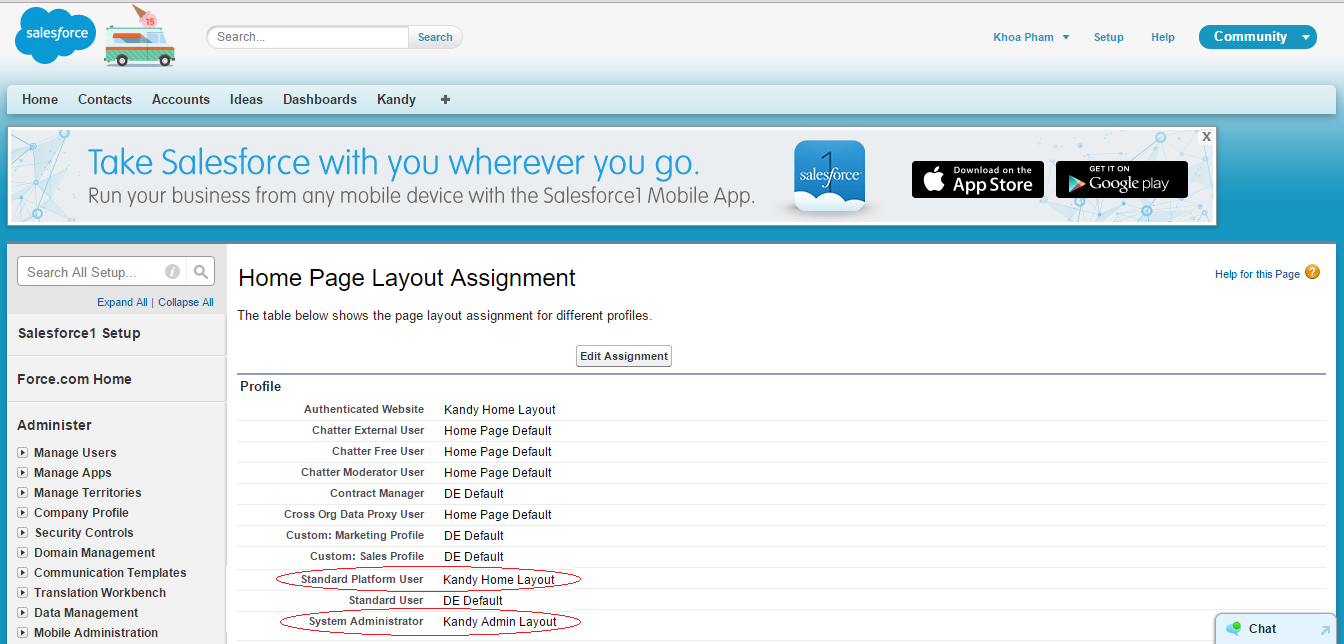 salesforce
15
Search...
Search
Khoa Pham
Setup
Help
Community
Home Contacts Accounts Ideas Dashboards Kandy +
Take Salesforce with you wherever you go.
Run your business from any mobile device with the Salesforce1 Mobile App.
1
salesforce
Download on the
App Store
GET IT ON
Google play
X
Search All Setup...
i
Expand All | Collapse All
Salesforce1 Setup
Force.com Home
Administer
Manage Users
Manage Apps
Manage Territories
Company Profile
Security Controls
Domain Management
Communication Templates
Translation Workbench
Data Management
Mobile Administration
Home Page Layout Assignment
Help for this Page ?
The table below shows the page layout assignment for different profiles.
Edit Assignment
Profile
Authenticated Website Kandy Home Layout
Chatter External User Home Page Default
Chatter Free User Home Page Default
Chatter Moderator User Home Page Default
Contract Manager DE Default
Cross Org Data Proxy User Home Page Default
Custom: Marketing Profile DE Default
Custom: Sales Profile DE Default
Standard Platform User Kandy Home Layout
Standard User DE Default
System Administrator Kandy Admin Layout
Chat